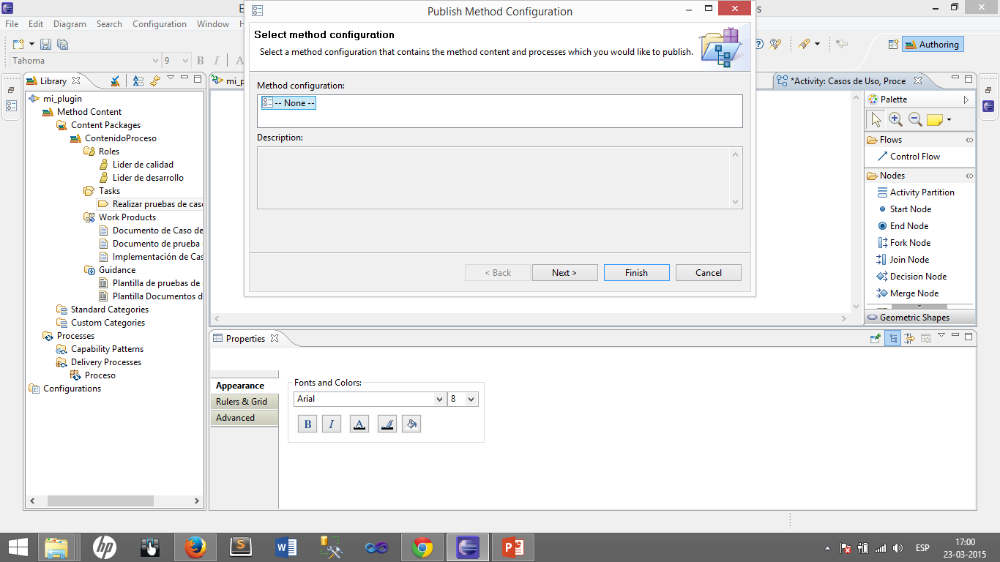 E
Publish Method Configuration
s
File Edit Diagram Search Configuration Window H
Select method configuration
Select a method configuration that contains the method content and processes which you would like to publish.
Authoring
Tahoma 9 B I A
Library
mi_p
*Activity: Casos de Uso, Proce
Method configuration:
-- None --
Description:
< Back Next > Finish Cancel
mi_plugin
Method Content
Content Packages
ContenidoProceso
Roles
Lider de calidad
Lider de desarrollo
Tasks
Realizar pruebas de cas
Work Products
Documento de Caso de
Documento de prueba
Implementación de Cas
Guidance
Plantilla de pruebas de
Plantilla Documentos d
Standard Categories
Custom Categories
Processes
Capability Patterns
Delivery Processes
Proceso
Configurations
Palette
Flows
Control Flow
Nodes
Activity Partition
Start Node
End Node
Fork Node
Join Node
Decision Node
Merge Node
Geometric Shapes
Properties
Appearance
Rulers & Grid
Advanced
Fonts and Colors:
Arial 8
B I A
hp
S
ESP
17:00
23-03-2015